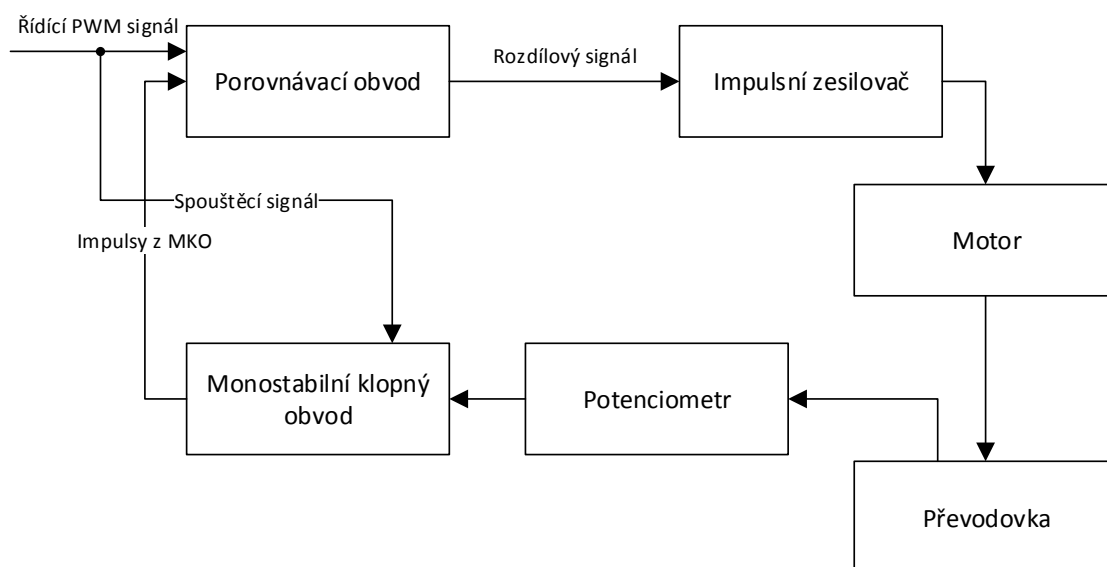 Řídící PWM signál
Porovnávací obvod
Rozdílový signál
Impulsní zesilovač
Spouštěcí signál
Impulsy z MKO
Motor
Monostabilní klopný
obvod
Potenciometr
Převodovka